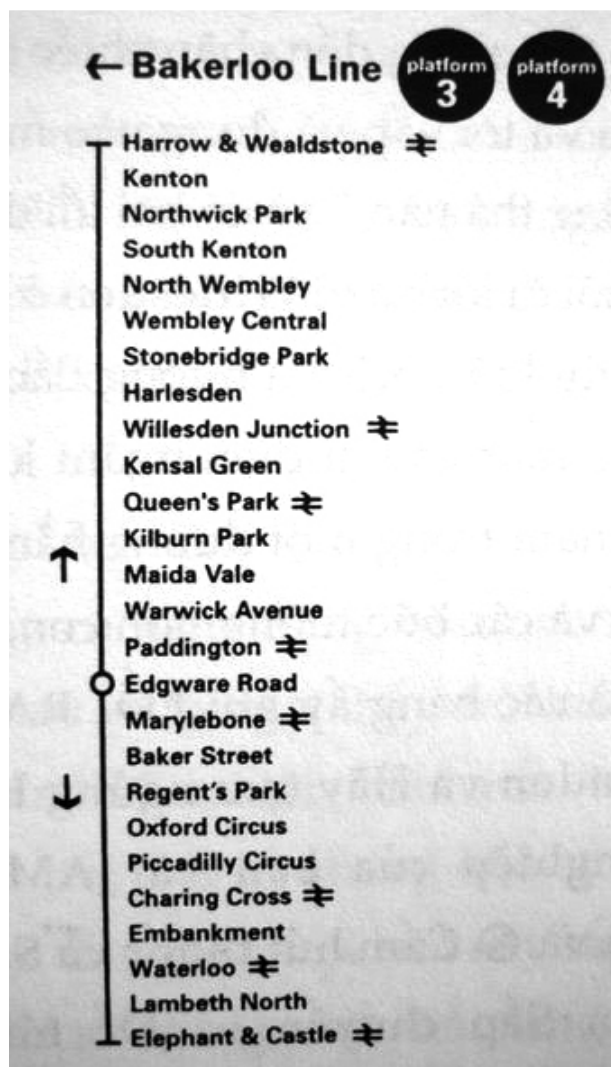 ← Bakerloo Line platform 3 platform 4
Harrow & Wealdstone
Kenton
Northwick Park
South Kenton
North Wembley
Wembley Central
Stonebridge Park
Harlesden
Willesden Junction
Kensal Green
Queen's Park
Kilburn Park
Maida Vale
Warwick Avenue
Paddington
Edgware Road
Marylebone
Baker Street
Regent's Park
Oxford Circus
Piccadilly Circus
Charing Cross
Embankment
Waterloo
Lambeth North
Elephant & Castle